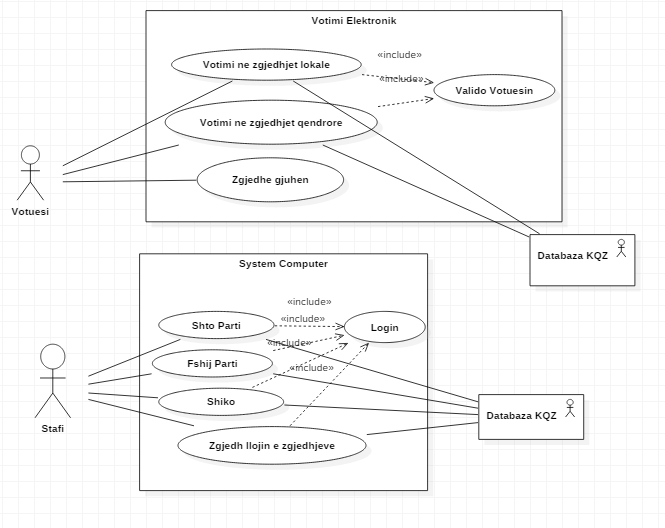 Votimi Elektronik
«include»
Votimi ne zgjedhjet lokale
«include»
Valido Votuesin
Votimi ne zgjedhjet qendrore
Zgjedhe gjuhen
Votuesi
Databaza KQZ
System Computer
«include»
«include»
Shto Parti
Login
«include»
Fshij Parti
«include»
Shiko
Databaza KQZ
Stafi
Zgjedh llojin e zgjedhjeve